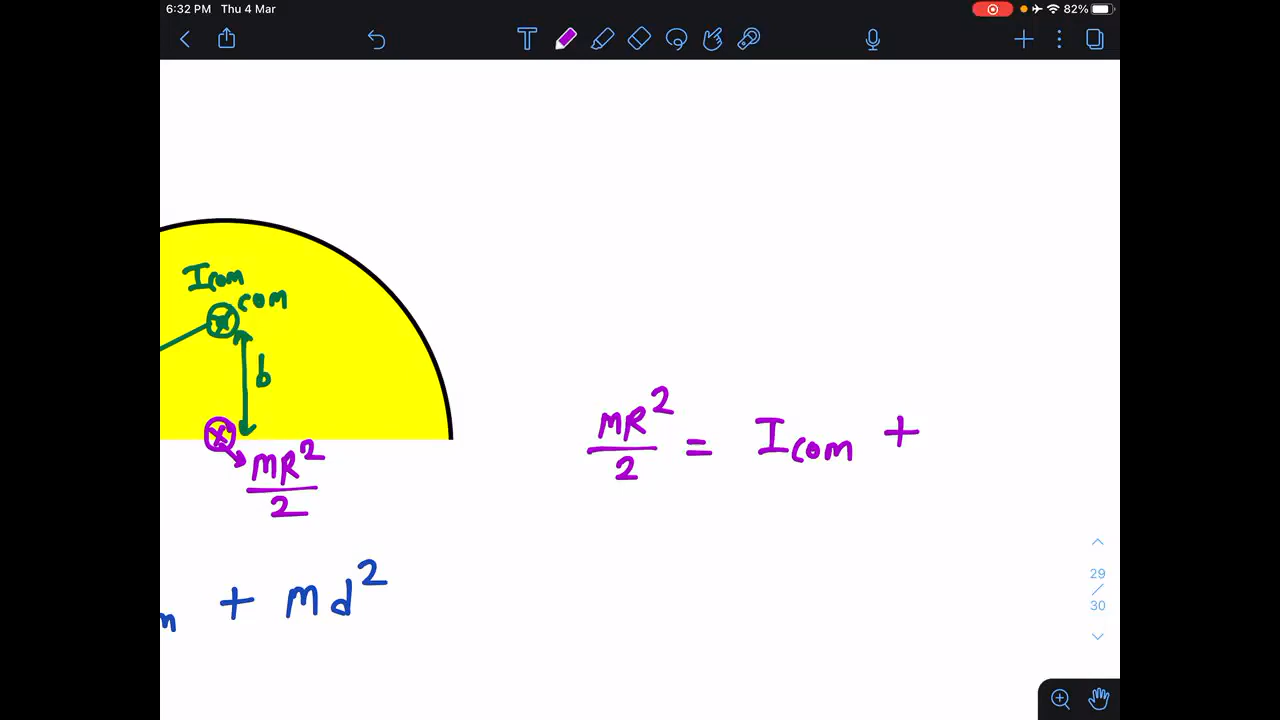 6:32 PM Thu 4 Mar
82%
T
Icom
com
b
MR²
2
MR²/2 = Icom +
m + Md²
29
/
30